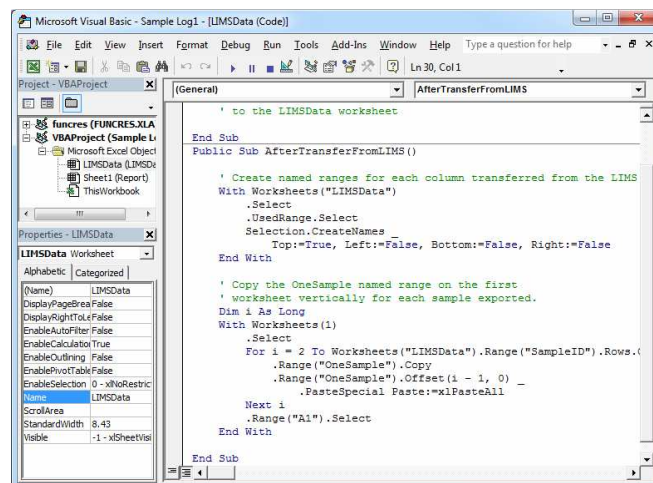 Microsoft Visual Basic - Sample Log1 - [LIMSData (Code)]
File Edit View Insert Format Debug Run Tools Add-Ins Window Help Type a question for help
Ln 30, Col 1
Project - VBAProject
(General) AfterTransferFromLIMS
funcres (FUNCRES.XLA
VBAProject (Sample L
Microsoft Excel Object
LIMSData (LIMSDa
Sheet1 (Report)
ThisWorkbook
Properties - LIMSData
LIMSData Worksheet
Alphabetic Categorized
(Name) LIMSData
DisplayPageBrea False
DisplayRightToLe False
EnableAutoFilter False
EnableCalculatio True
EnableOutlining False
EnablePivotTable False
EnableSelection 0 - xlNoRestric
Name LIMSData
ScrollArea
StandardWidth 8.43
Visible -1 - xlSheetVisi
' to the LIMSData worksheet
End Sub
Public Sub AfterTransferFromLIMS()
' Create named ranges for each column transferred from the LIMS
With Worksheets("LIMSData")
.Select
.UsedRange.Select
Selection.CreateNames _
Top:=True, Left:=False, Bottom:=False, Right:=False
End With
' Copy the OneSample named range on the first
' worksheet vertically for each sample exported.
Dim i As Long
With Worksheets(1)
.Select
For i = 2 To Worksheets("LIMSData").Range("SampleID").Rows.
.Range("OneSample").Copy
.Range("OneSample").Offset(i - 1, 0) _
.PasteSpecial Paste:=xlPasteAll
Next i
.Range("A1").Select
End With
End Sub